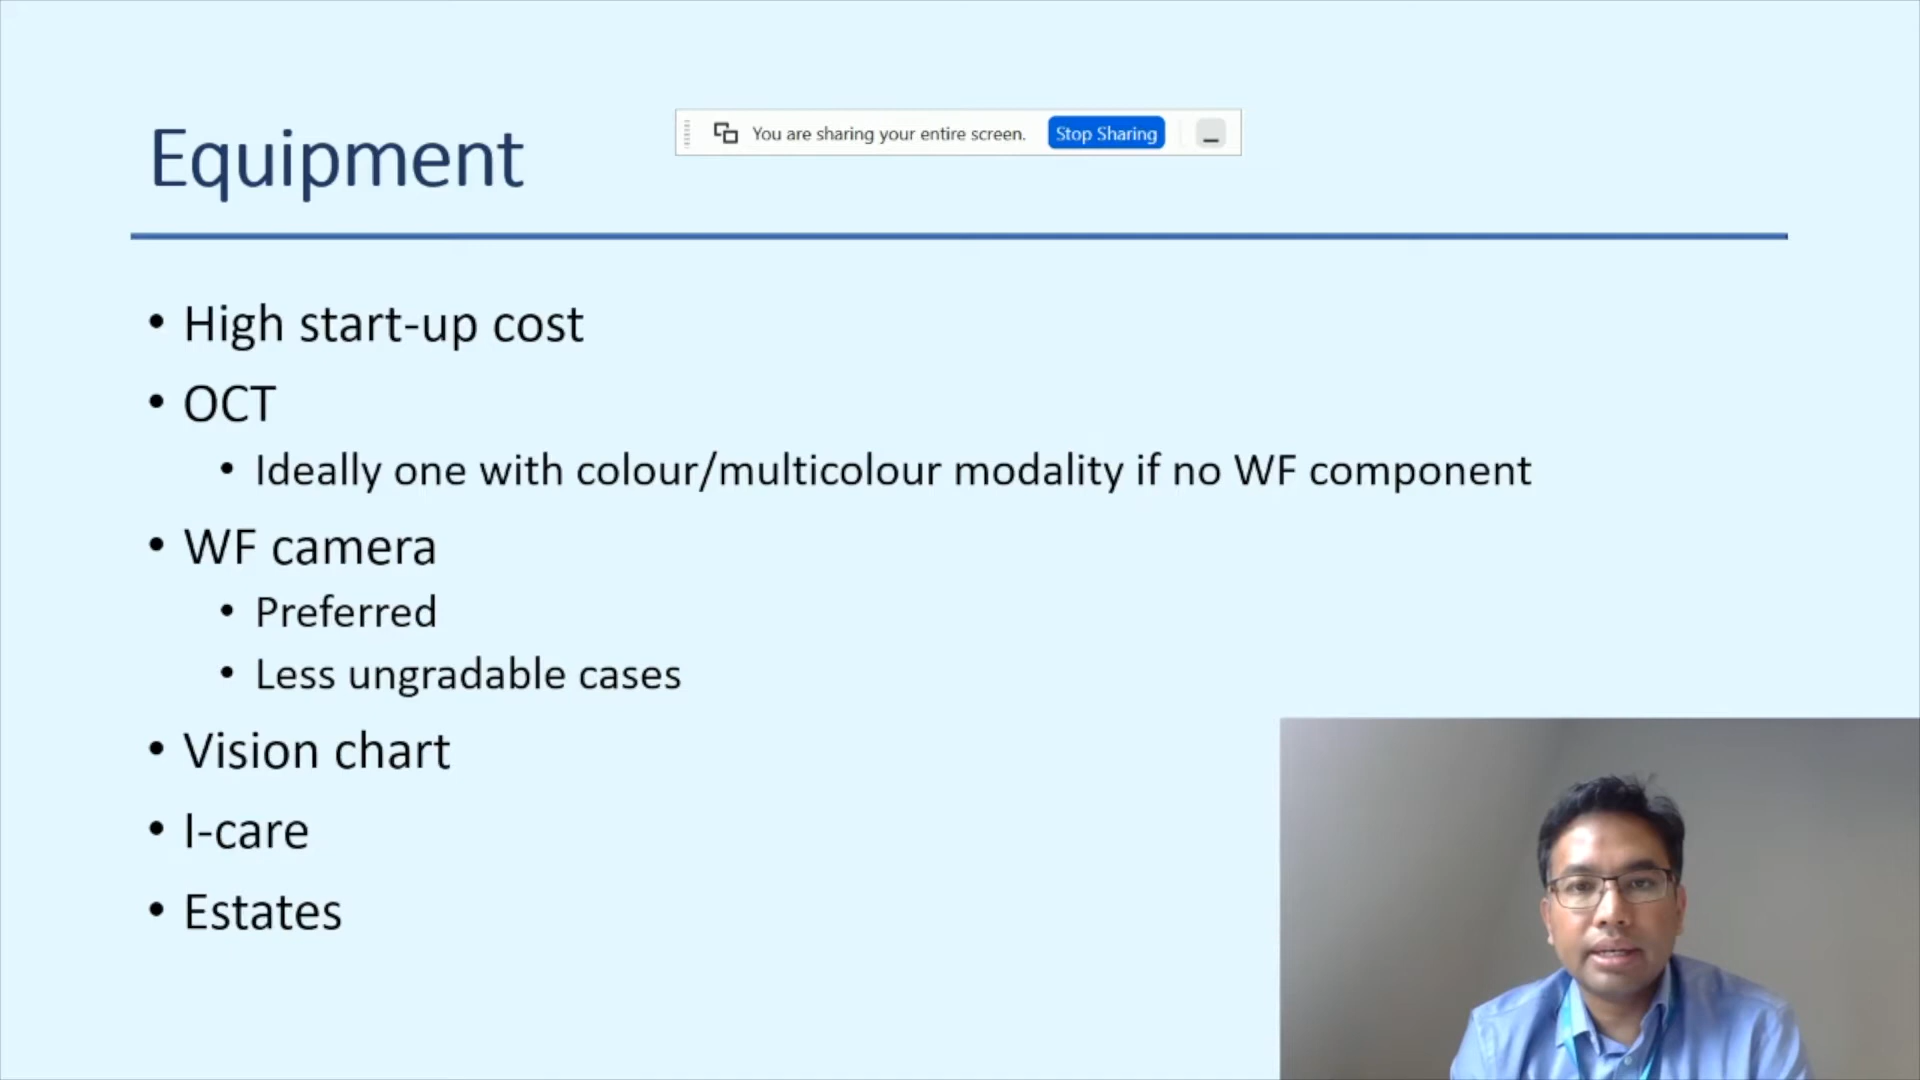 You are sharing your entire screen. Stop Sharing
Equipment
• High start-up cost
• OCT
• Ideally one with colour/multicolour modality if no WF component
• WF camera
• Preferred
• Less ungradable cases
• Vision chart
• I-care
• Estates